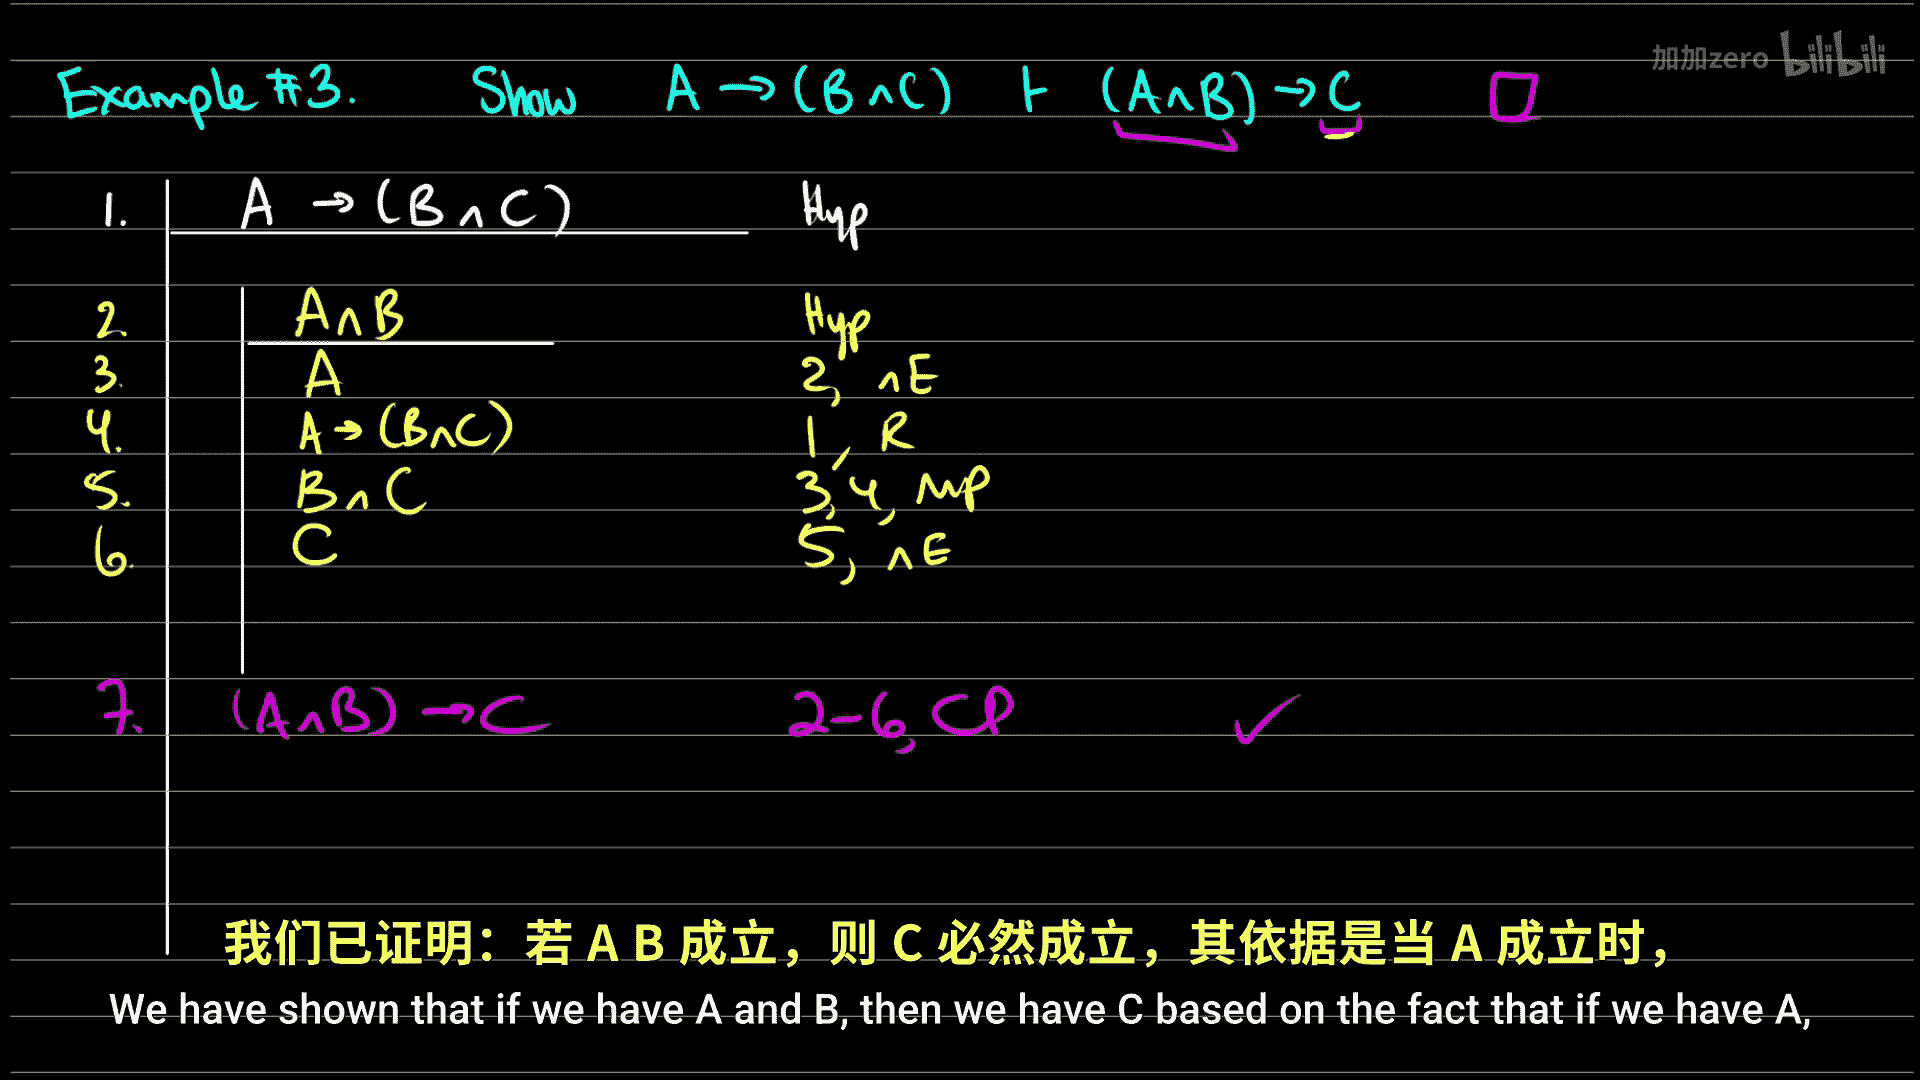 加加zero bilibili
Example #3. Show A → (B ∧ C) ⊢ (A ∧ B) → C
1. A → (B ∧ C) Hyp
2. A ∧ B Hyp
3. A 2, ∧E
4. A → (B ∧ C) 1, R
5. B ∧ C 3,4, MP
6. C 5, ∧E
7. (A ∧ B) → C 2-6, CP ✓
我们已证明：若 A B 成立，则 C 必然成立，其依据是当 A 成立时，
We have shown that if we have A and B, then we have C based on the fact that if we have A,